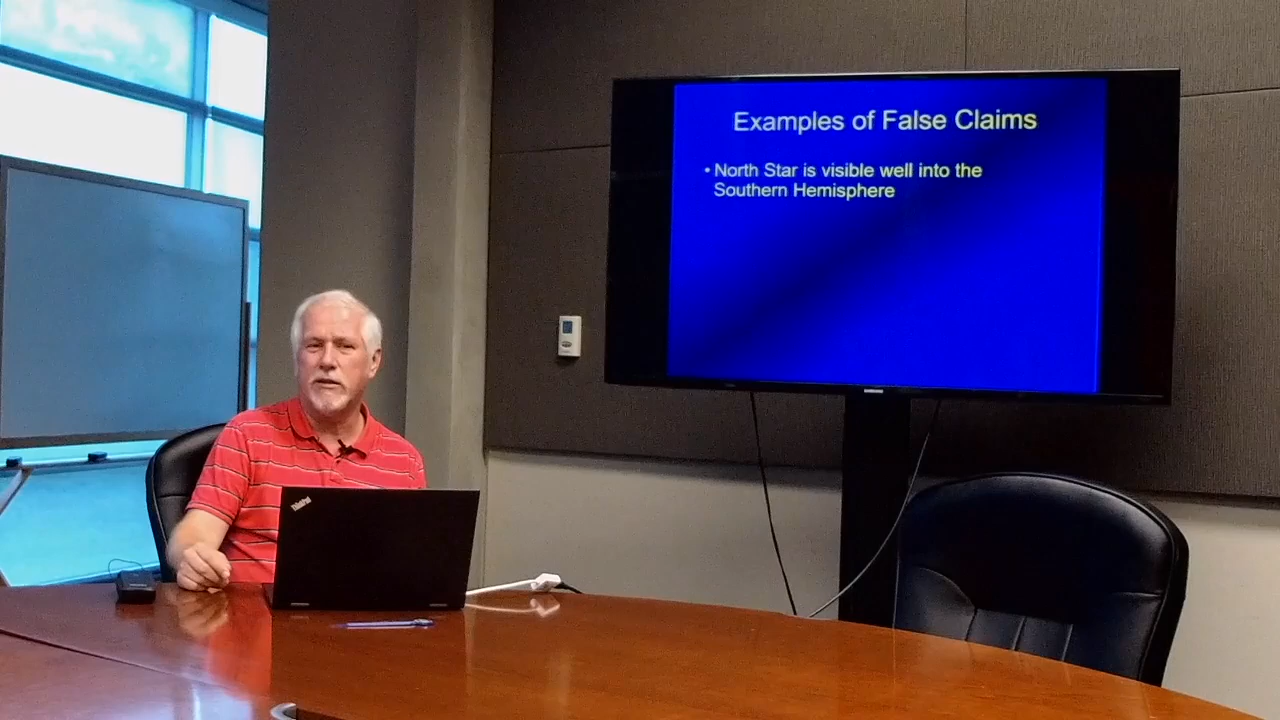 Examples of False Claims
• North Star is visible well into the
Southern Hemisphere
ThinkPad